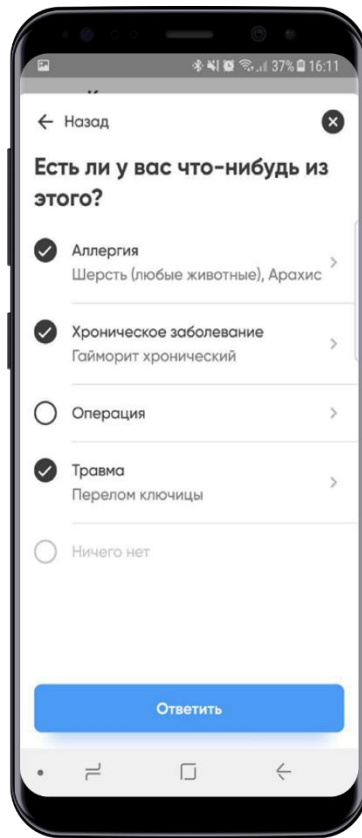 37% 16:11
Назад
Есть ли у вас что-нибудь из
этого?
Аллергия
Шерсть (любые животные), Арахис
Хроническое заболевание
Гайморит хронический
Операция
Травма
Перелом ключицы
Ничего нет
Ответить